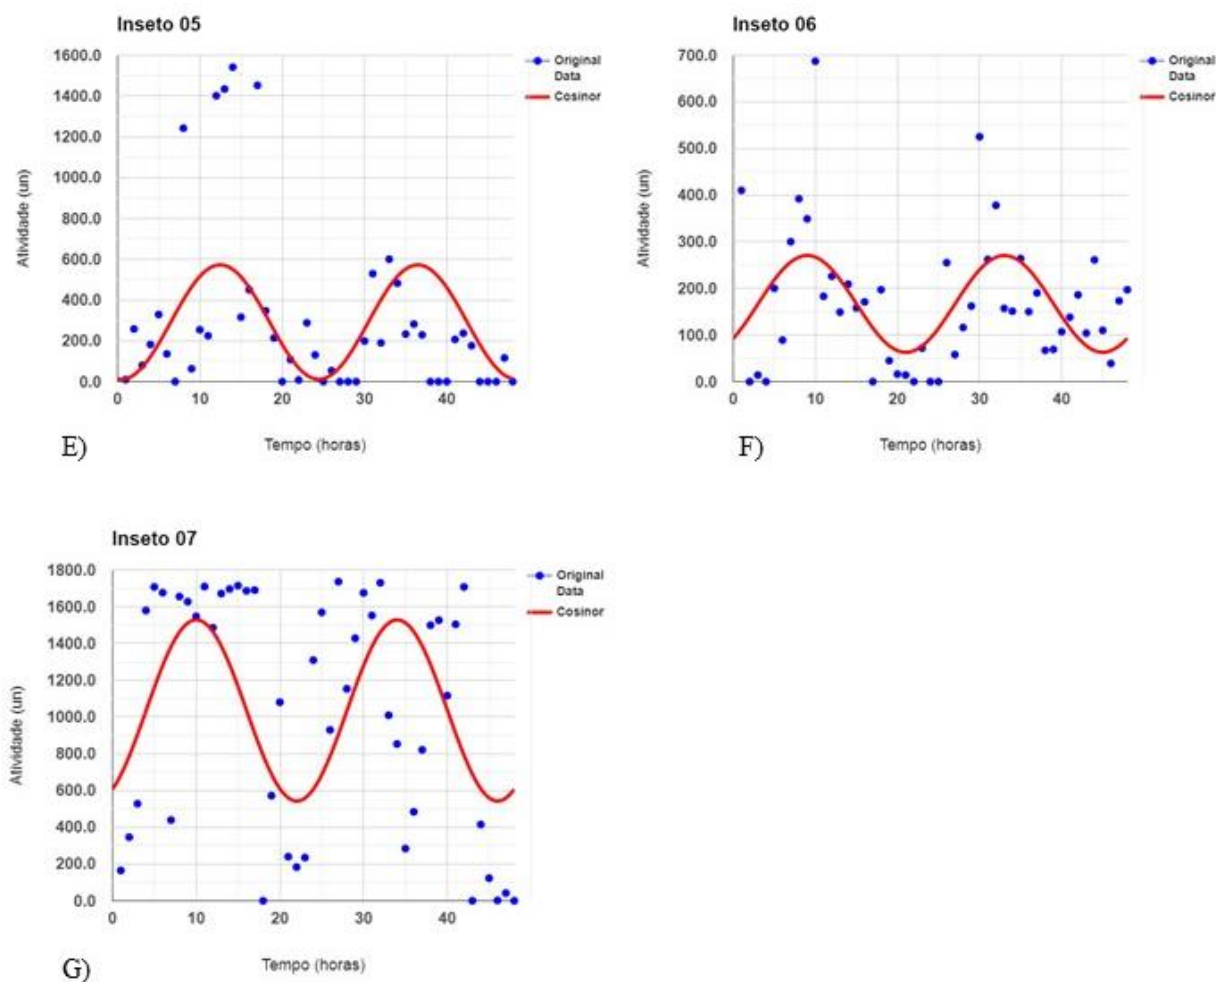 Inseto 05
1600.0
1400.0
1200.0
1000.0
800.0
600.0
400.0
200.0
0.0
Atividade (un)
0
10
20
30
40
Tempo (horas)
Original
Data
Cosinor
E)
Inseto 06
700.0
600.0
500.0
400.0
300.0
200.0
100.0
0.0
Atividade (un)
0
10
20
30
40
Tempo (horas)
Original
Data
Cosinor
F)
Inseto 07
1800.0
1600.0
1400.0
1200.0
1000.0
800.0
600.0
400.0
200.0
0.0
Atividade (un)
0
10
20
30
40
Tempo (horas)
Original
Data
Cosinor
G)